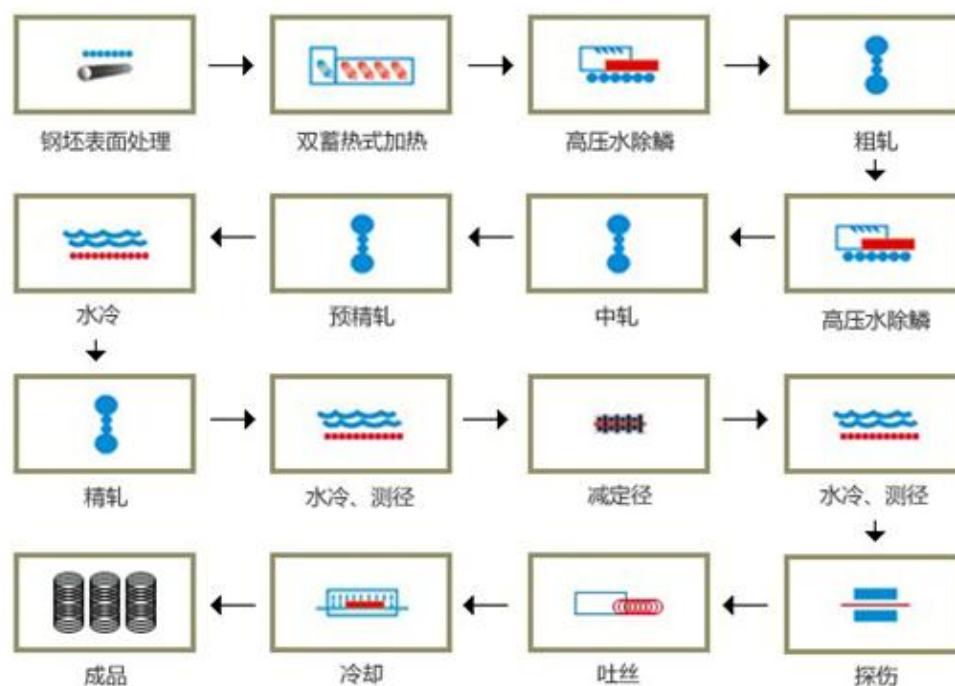 钢坯表面处理
双蓄热式加热
高压水除鳞
粗轧
高压水除鳞
中轧
预精轧
水冷
精轧
水冷、测径
减定径
水冷、测径
探伤
吐丝
冷却
成品